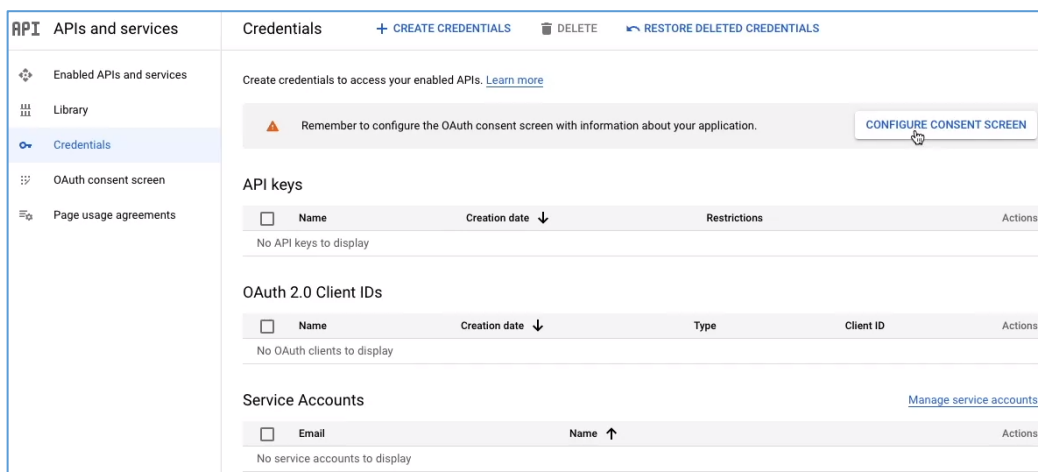 API APIs and services
Enabled APIs and services
Library
Credentials
OAuth consent screen
Page usage agreements
Credentials
CREATE CREDENTIALS
DELETE
RESTORE DELETED CREDENTIALS
Create credentials to access your enabled APIs. Learn more
Remember to configure the OAuth consent screen with information about your application.
CONFIGURE CONSENT SCREEN
API keys
Name Creation date Restrictions Actions
No API keys to display
OAuth 2.0 Client IDs
Name Creation date Type Client ID Actions
No OAuth clients to display
Service Accounts
Manage service accounts
Email Name Actions
No service accounts to display